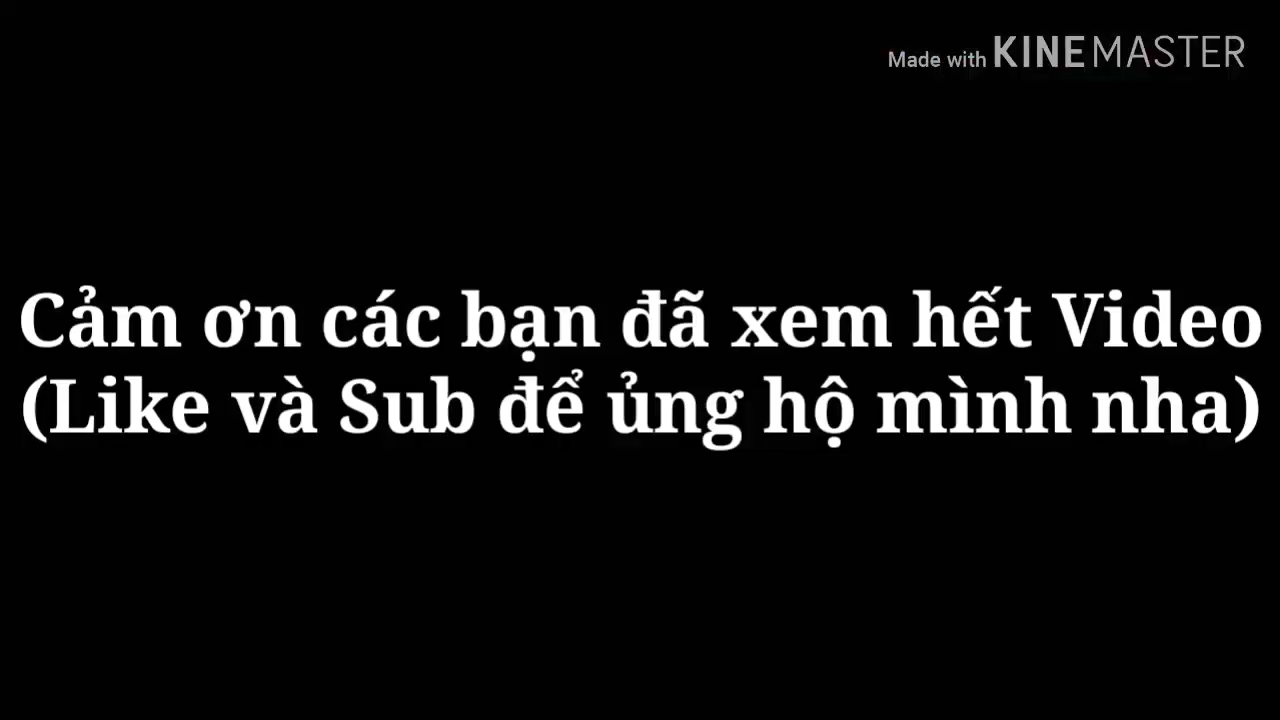 Made with KINEMASTER
Cảm ơn các bạn đã xem hết Video
(Like và Sub để ủng hộ mình nha)